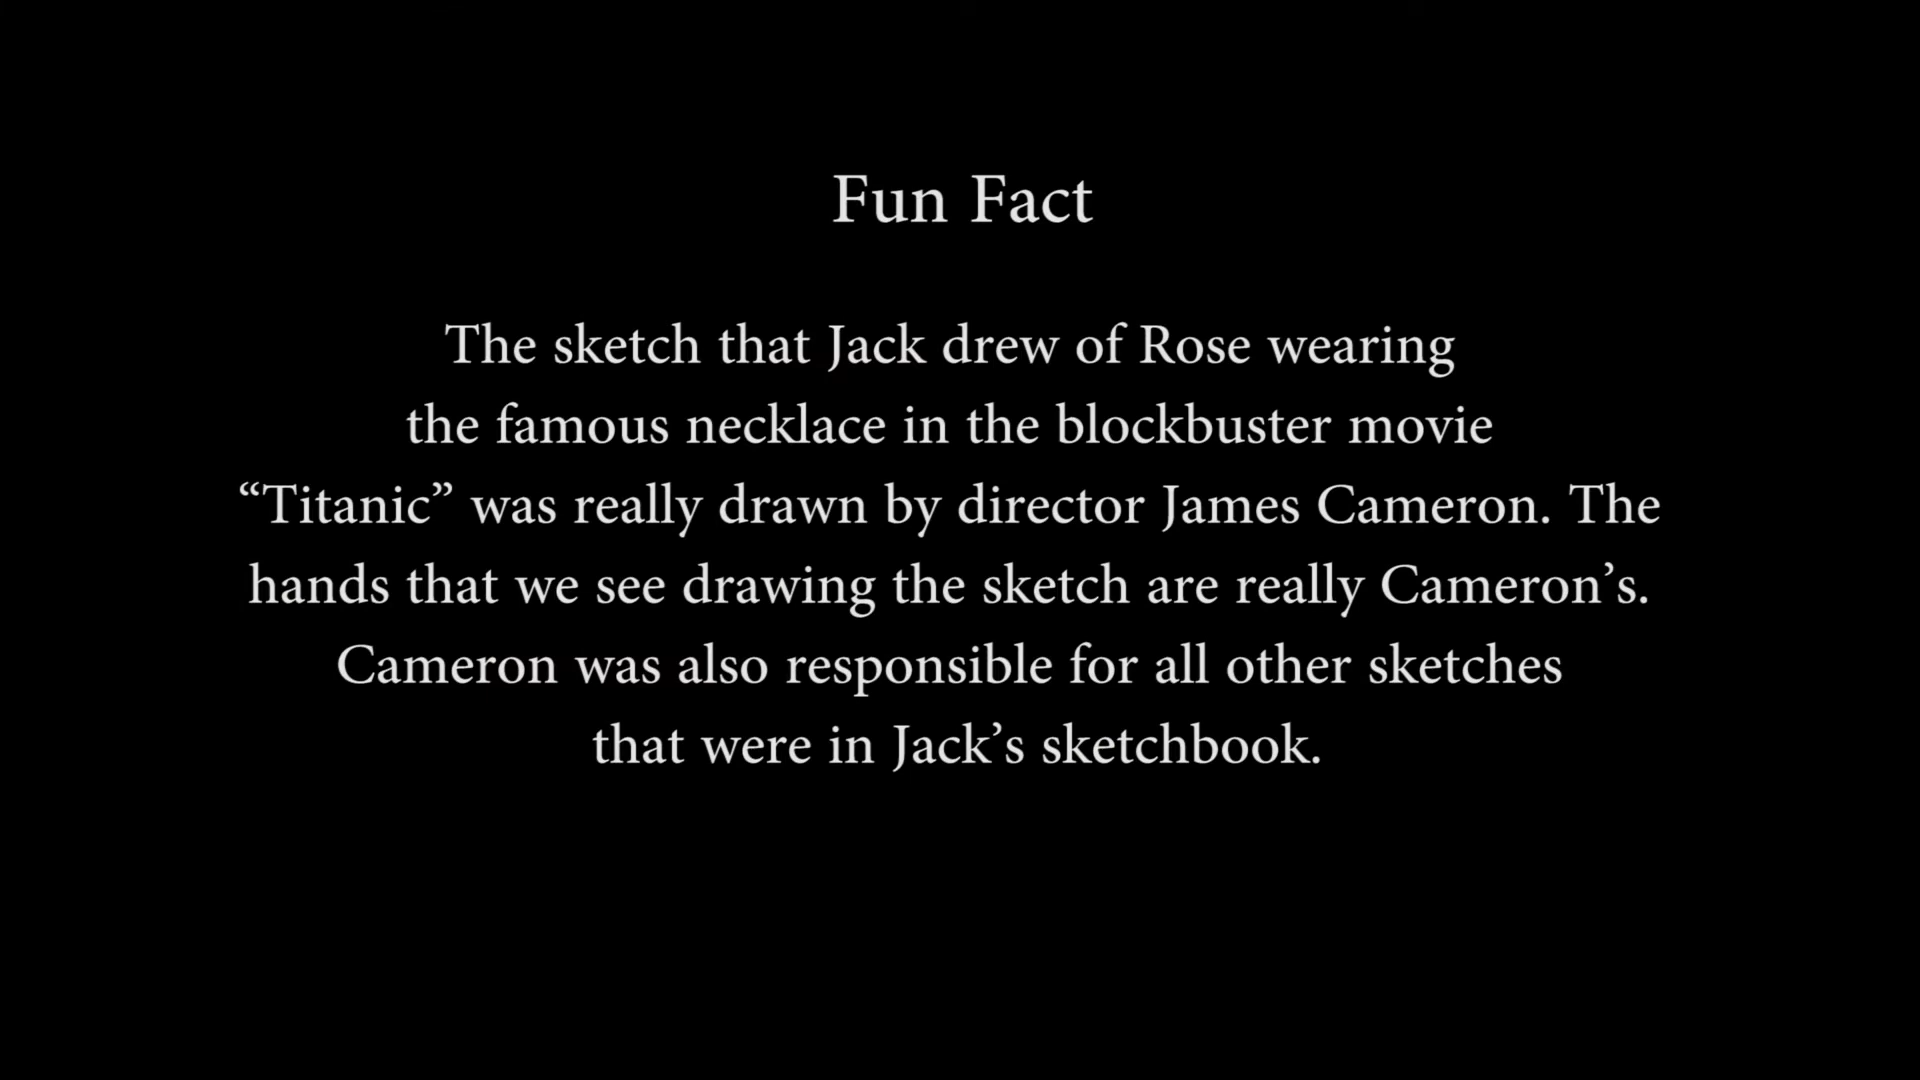 Fun Fact
The sketch that Jack drew of Rose wearing
the famous necklace in the blockbuster movie
“Titanic” was really drawn by director James Cameron. The
hands that we see drawing the sketch are really Cameron’s.
Cameron was also responsible for all other sketches
that were in Jack’s sketchbook.